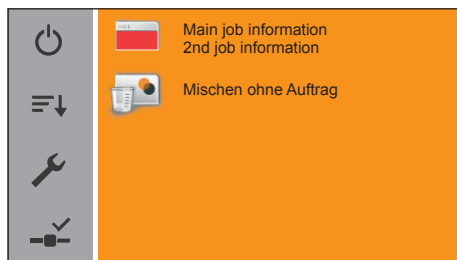 Main job information
2nd job information
Mischen ohne Auftrag